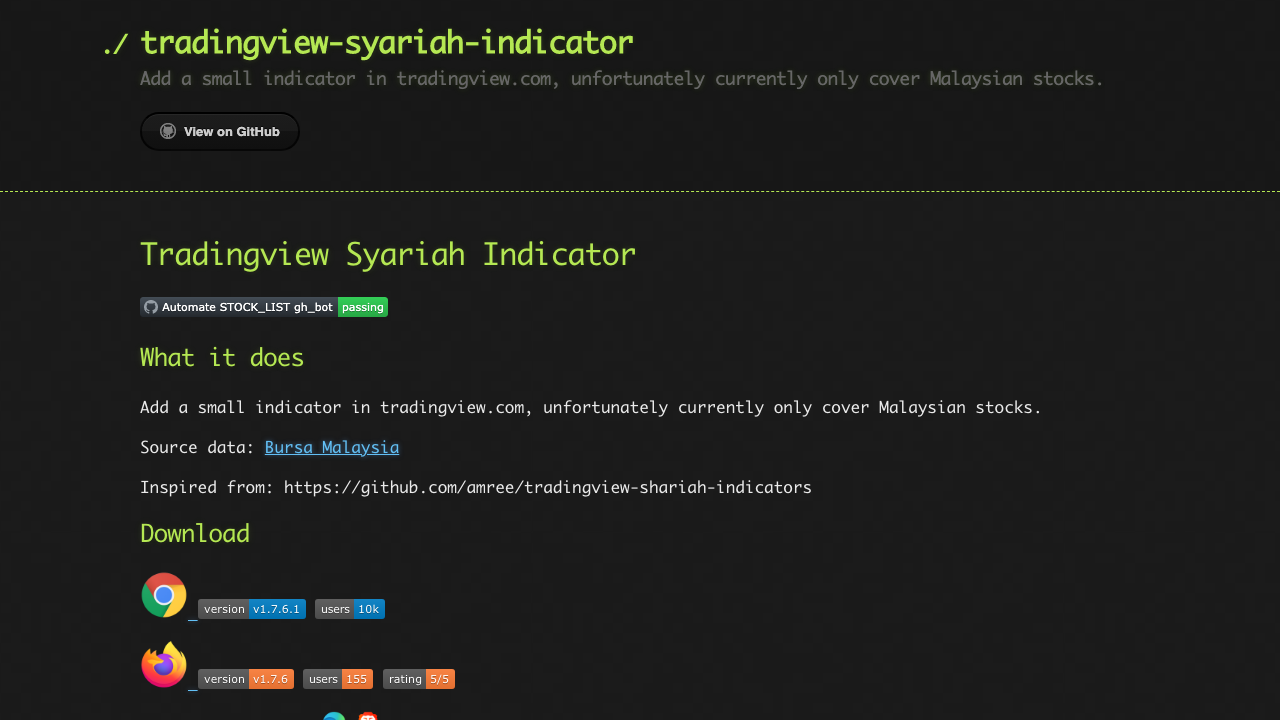 ./ tradingview-syariah-indicator
Add a small indicator in tradingview.com, unfortunately currently only cover Malaysian stocks.
View on GitHub
Tradingview Syariah Indicator
Automate STOCK_LIST gh_bot passing
What it does
Add a small indicator in tradingview.com, unfortunately currently only cover Malaysian stocks.
Source data: Bursa Malaysia
Inspired from: https://github.com/amree/tradingview-shariah-indicators
Download
version v1.7.6.1 users 10k
version v1.7.6 users 155 rating 5/5